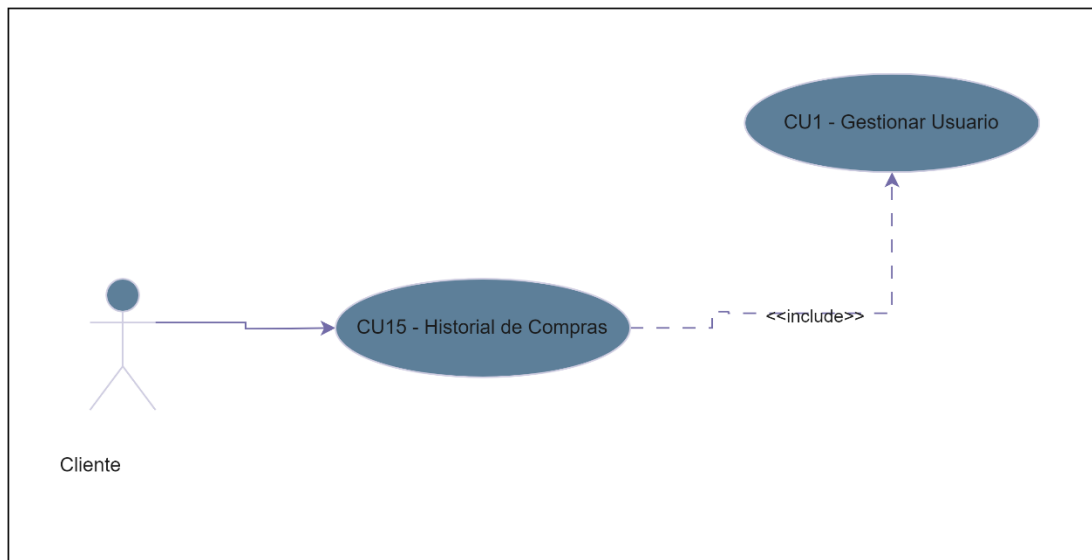 CU1 - Gestionar Usuario
<<include>>
CU15 - Historial de Compras
Cliente